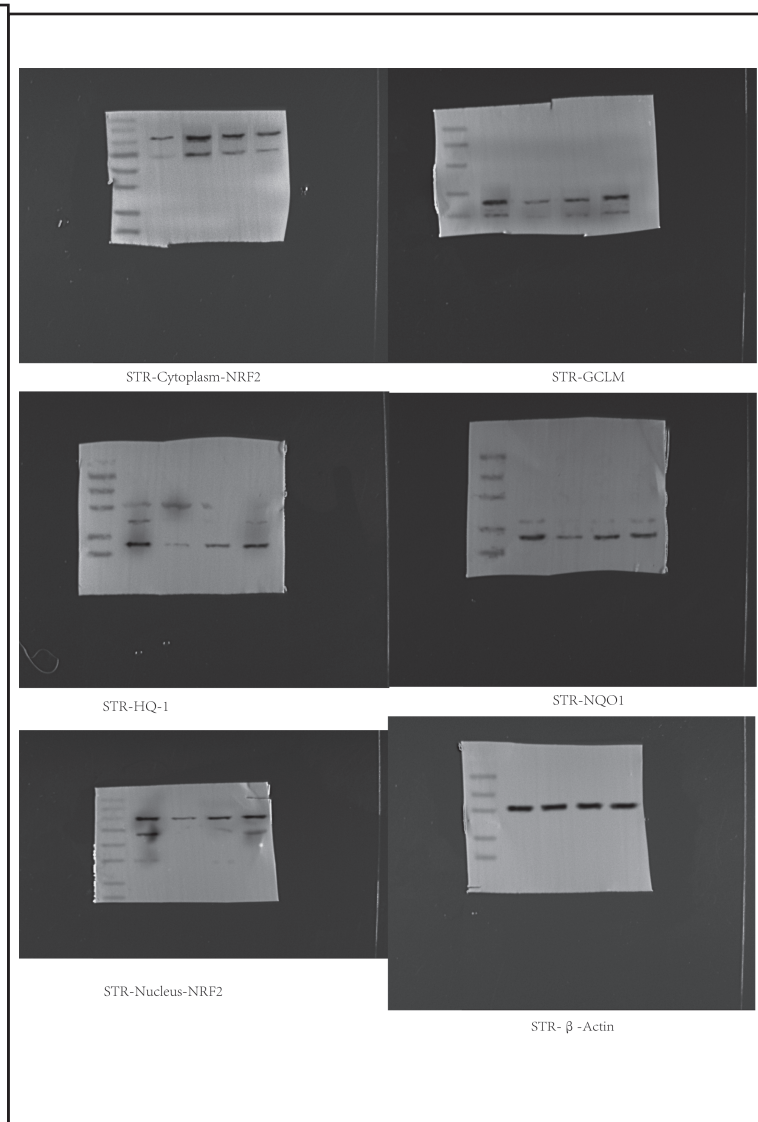 STR-Cytoplasm-NRF2
STR-GCLM
STR-HQ-1
STR-NQO1
STR-Nucleus-NRF2
STR- β -Actin